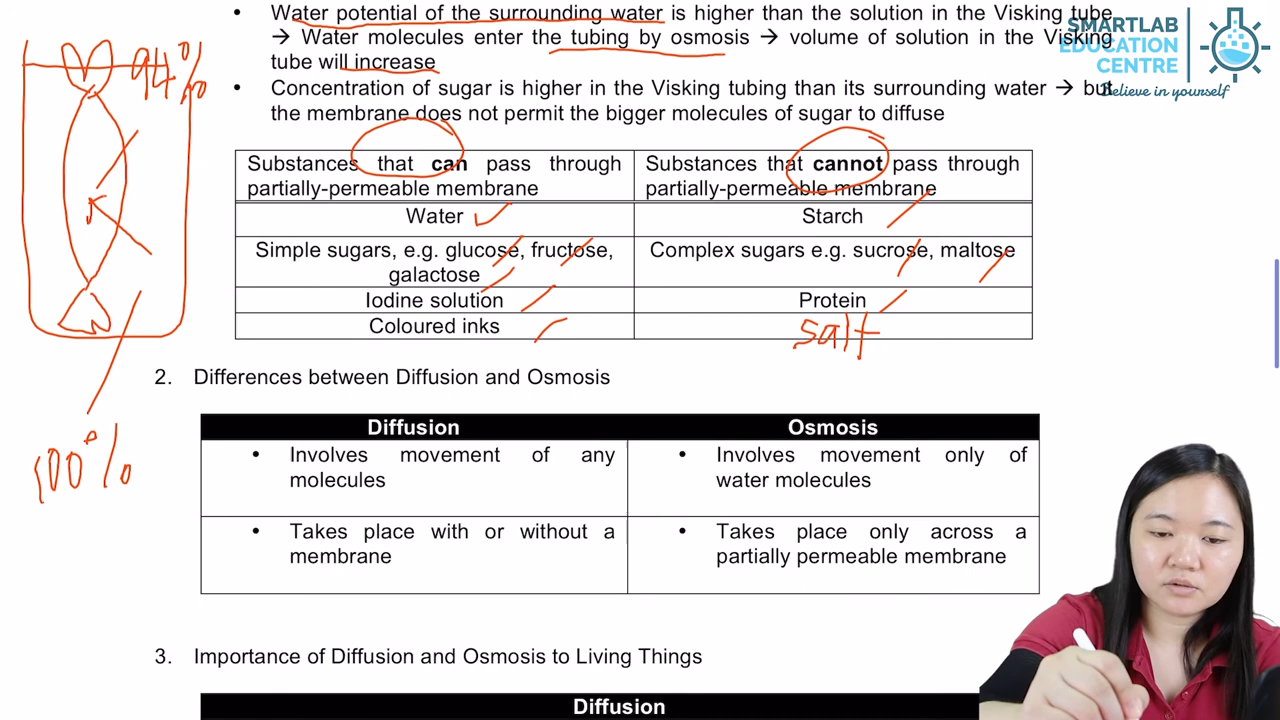 • Water potential of the surrounding water is higher than the solution in the Visking tube
→ Water molecules enter the tubing by osmosis → volume of solution in the Visking
tube will increase
• Concentration of sugar is higher in the Visking tubing than its surrounding water → but
the membrane does not permit the bigger molecules of sugar to diffuse
SMARTLAB
EDUCATION
CENTRE
Believe in yourself
94%
100%
Substances that can pass through
partially-permeable membrane
Substances that cannot pass through
partially-permeable membrane
Water
Starch
Simple sugars, e.g. glucose, fructose,
galactose
Complex sugars e.g. sucrose, maltose
Iodine solution
Protein
Coloured inks
salt
2. Differences between Diffusion and Osmosis
Diffusion
Osmosis
• Involves movement of any
molecules
• Involves movement only of
water molecules
• Takes place with or without a
membrane
• Takes place only across a
partially permeable membrane
3. Importance of Diffusion and Osmosis to Living Things
Diffusion